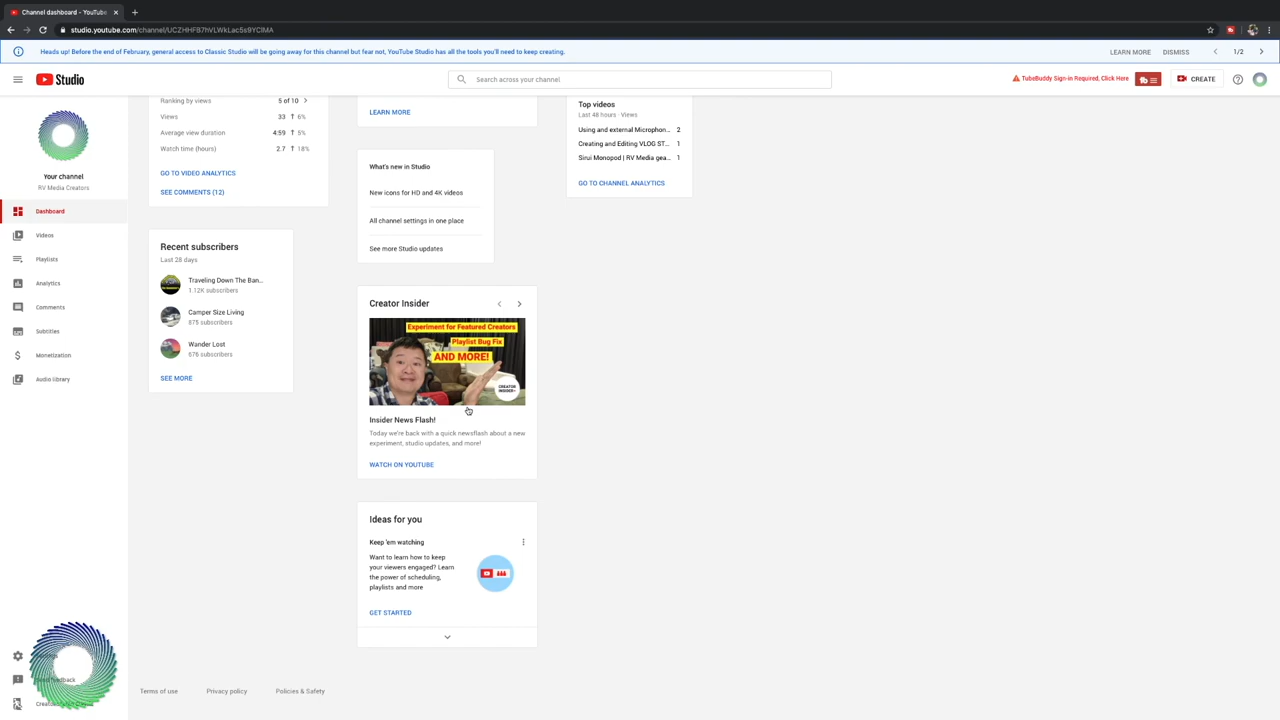 Channel dashboard - YouTube
studio.youtube.com/channel/UCZHHFB7hVLWkLac5s9YCIMA
Heads up! Before the end of February, general access to Classic Studio will be going away for this channel but fear not, YouTube Studio has all the tools you'll need to keep creating.
LEARN MORE
DISMISS
1/2
Studio
Search across your channel
TubeBuddy Sign-in Required, Click Here
CREATE
Your channel
RV Media Creators
Dashboard
Videos
Playlists
Analytics
Comments
Subtitles
Monetization
Audio library
Ranking by views 5 of 10
Views 33 6%
Average view duration 4:59 5%
Watch time (hours) 2.7 18%
GO TO VIDEO ANALYTICS
SEE COMMENTS (12)
Recent subscribers
Last 28 days
Traveling Down The Ban...
1.12K subscribers
Camper Size Living
875 subscribers
Wander Lost
676 subscribers
SEE MORE
LEARN MORE
What's new in Studio
New icons for HD and 4K videos
All channel settings in one place
See more Studio updates
Creator Insider
Experiment for Featured Creators
Playlist Bug Fix
AND MORE!
CREATOR
INSIDER
Insider News Flash!
Today we're back with a quick newsflash about a new
experiment, studio updates, and more!
WATCH ON YOUTUBE
Ideas for you
Keep 'em watching
Want to learn how to keep
your viewers engaged? Learn
the power of scheduling,
playlists and more
GET STARTED
Top videos
Last 48 hours · Views
Using and external Microphon... 2
Creating and Editing VLOG ST... 1
Sirui Monopod | RV Media gea... 1
GO TO CHANNEL ANALYTICS
Terms of use
Privacy policy
Policies & Safety